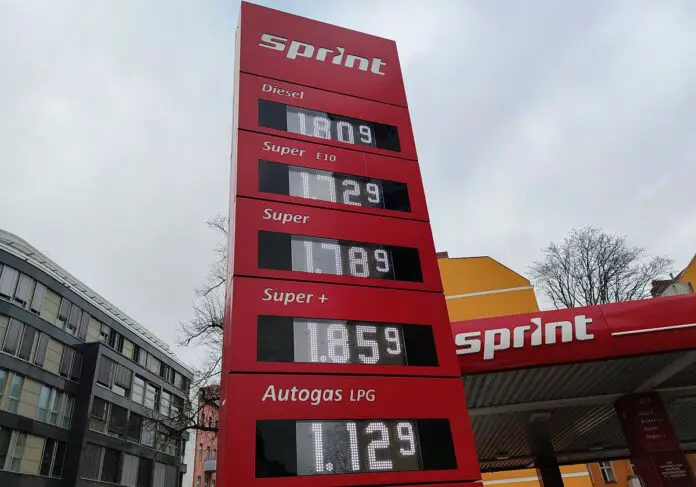 sprint
Diesel
1.809
Super E10
1.729
Super
1.789
Super +
1.859
Autogas LPG
1.129
sprint